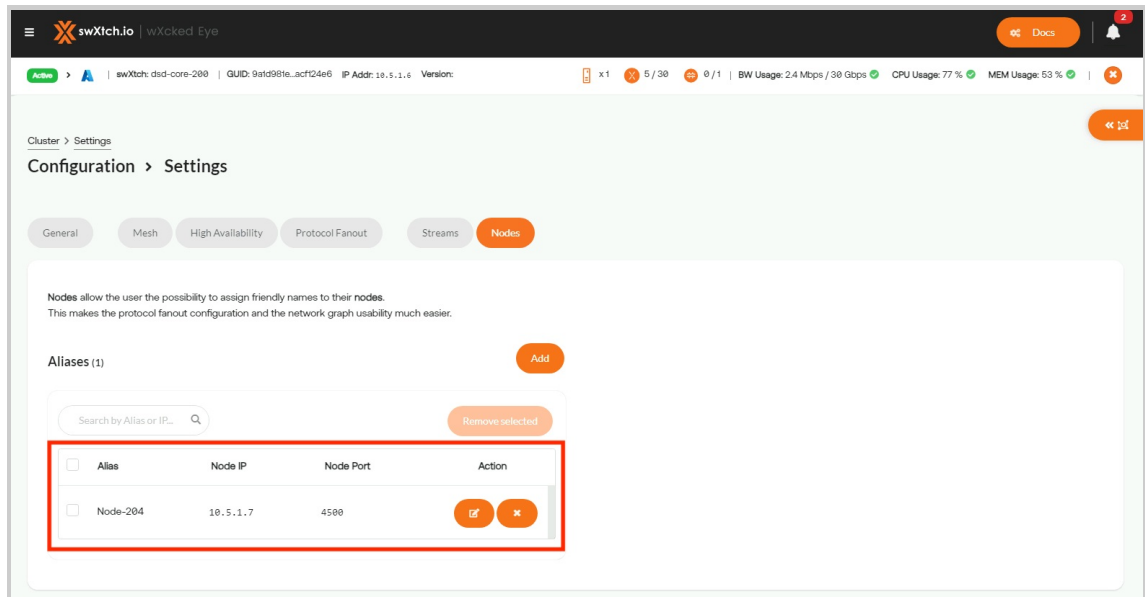 swXtch.io | wXcked Eye
Docs
2
Active > | swXtch: dsd-core-200 | GUID: 9a1d981e...acf124e6 IP Addr: 10.5.1.6 Version:
x1 5 / 30 0 / 1 | BW Usage: 2.4 Mbps / 30 Gbps CPU Usage: 77 % MEM Usage: 53 % |
Cluster > Settings
Configuration > Settings
General Mesh High Availability Protocol Fanout Streams Nodes
Nodes allow the user the possibility to assign friendly names to their nodes.
This makes the protocol fanout configuration and the network graph usability much easier.
Aliases (1)
Add
Search by Alias or IP...
Remove selected
Alias Node IP Node Port Action
Node-204 10.5.1.7 4500